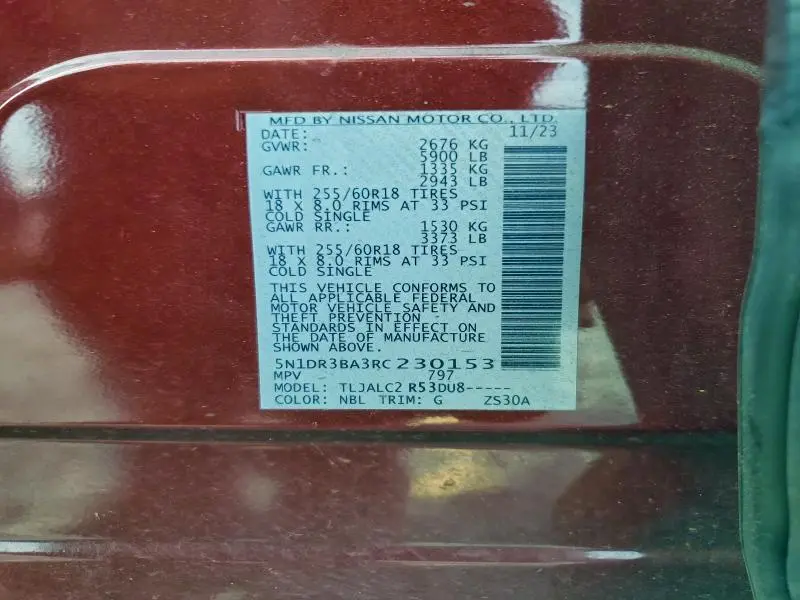 MFD BY NISSAN MOTOR CO., LTD.
DATE: 11/23
GVWR: 2676 KG
5900 LB
GAWR FR.: 1335 KG
2943 LB
WITH 255/60R18 TIRES
18 X 8.0 RIMS AT 33 PSI
COLD SINGLE
GAWR RR.: 1530 KG
3373 LB
WITH 255/60R18 TIRES
18 X 8.0 RIMS AT 33 PSI
COLD SINGLE
THIS VEHICLE CONFORMS TO
ALL APPLICABLE FEDERAL
MOTOR VEHICLE SAFETY AND
THEFT PREVENTION
STANDARDS IN EFFECT ON
THE DATE OF MANUFACTURE
SHOWN ABOVE.
5N1DR3BA3RC230153
MPV 797
MODEL: TLJALC2 R53DU8-----
COLOR: NBL TRIM: G ZS30A